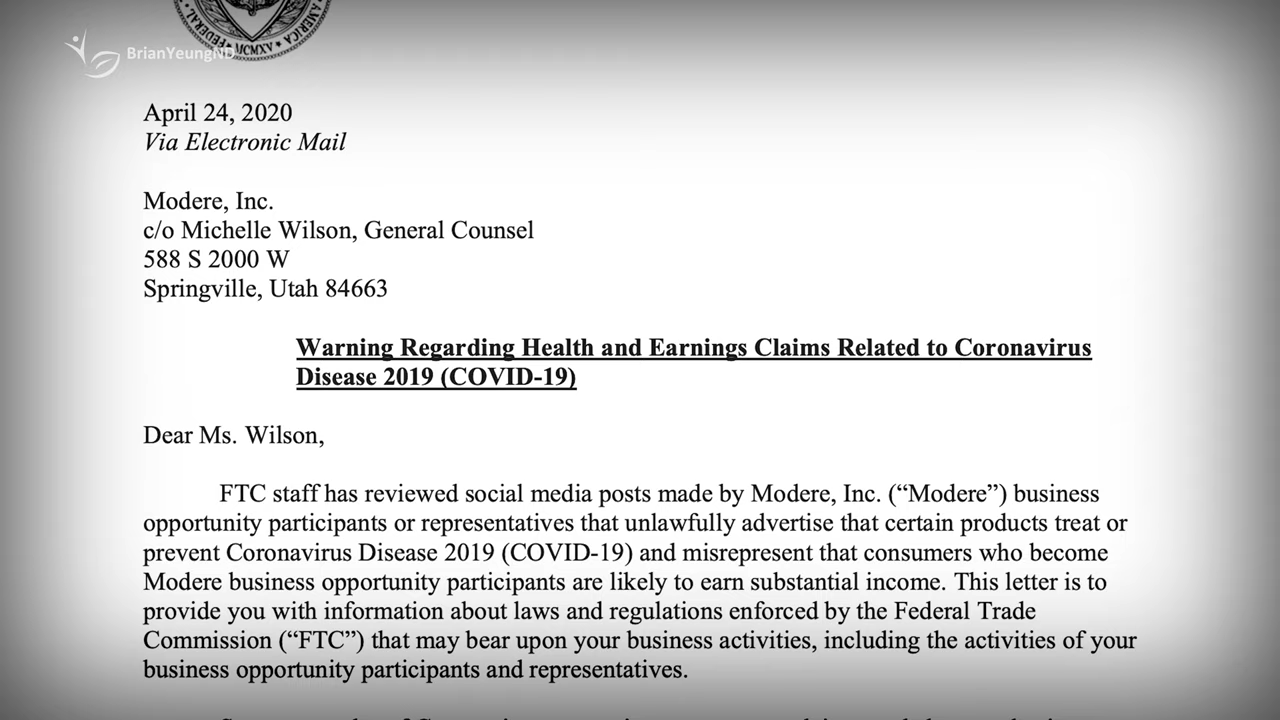 FEDERAL
AMERICA
MCMXV
BrianYeungND
April 24, 2020
Via Electronic Mail
Modere, Inc.
c/o Michelle Wilson, General Counsel
588 S 2000 W
Springville, Utah 84663
Warning Regarding Health and Earnings Claims Related to Coronavirus
Disease 2019 (COVID-19)
Dear Ms. Wilson,
FTC staff has reviewed social media posts made by Modere, Inc. (“Modere”) business
opportunity participants or representatives that unlawfully advertise that certain products treat or
prevent Coronavirus Disease 2019 (COVID-19) and misrepresent that consumers who become
Modere business opportunity participants are likely to earn substantial income. This letter is to
provide you with information about laws and regulations enforced by the Federal Trade
Commission (“FTC”) that may bear upon your business activities, including the activities of your
business opportunity participants and representatives.